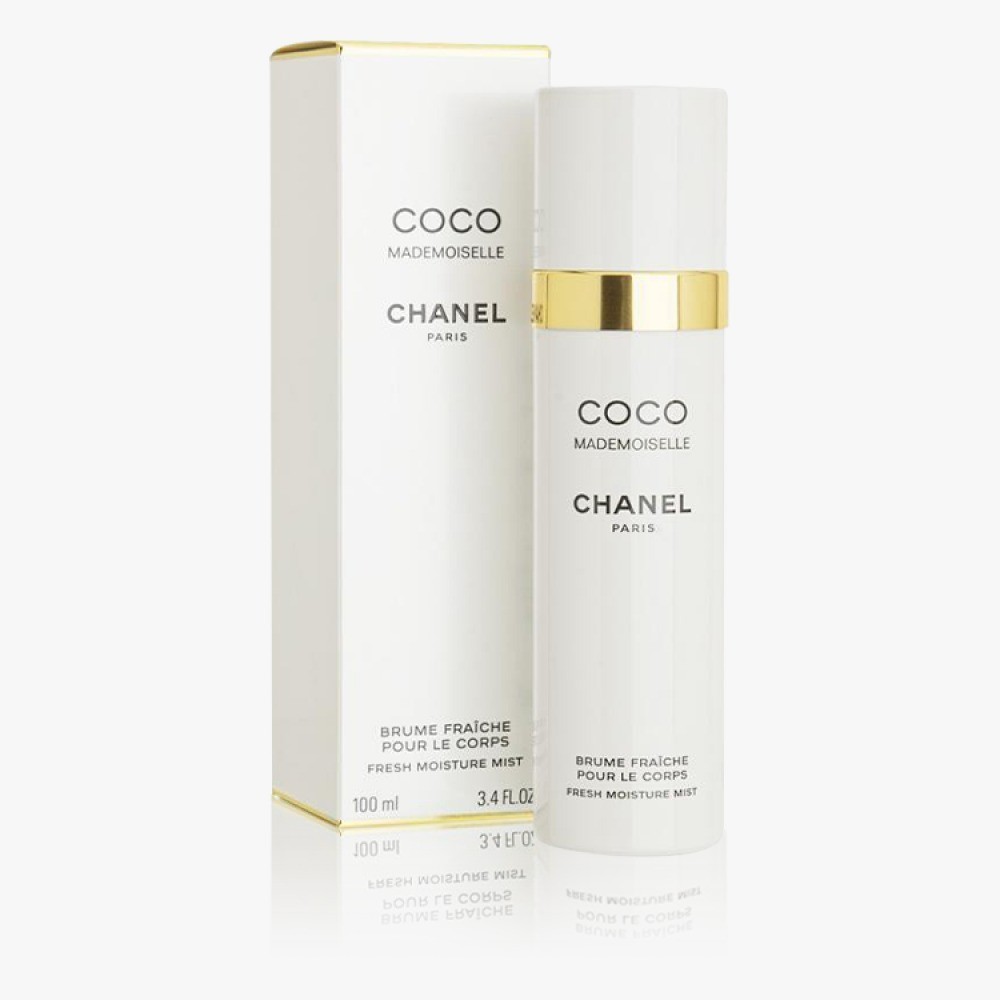 COCO
MADEMOISELLE
CHANEL
PARIS
BRUME FRAÎCHE
POUR LE CORPS
FRESH MOISTURE MIST
100 ml 3.4 FL.OZ
COCO
MADEMOISELLE
CHANEL
PARIS
BRUME FRAÎCHE
POUR LE CORPS
FRESH MOISTURE MIST